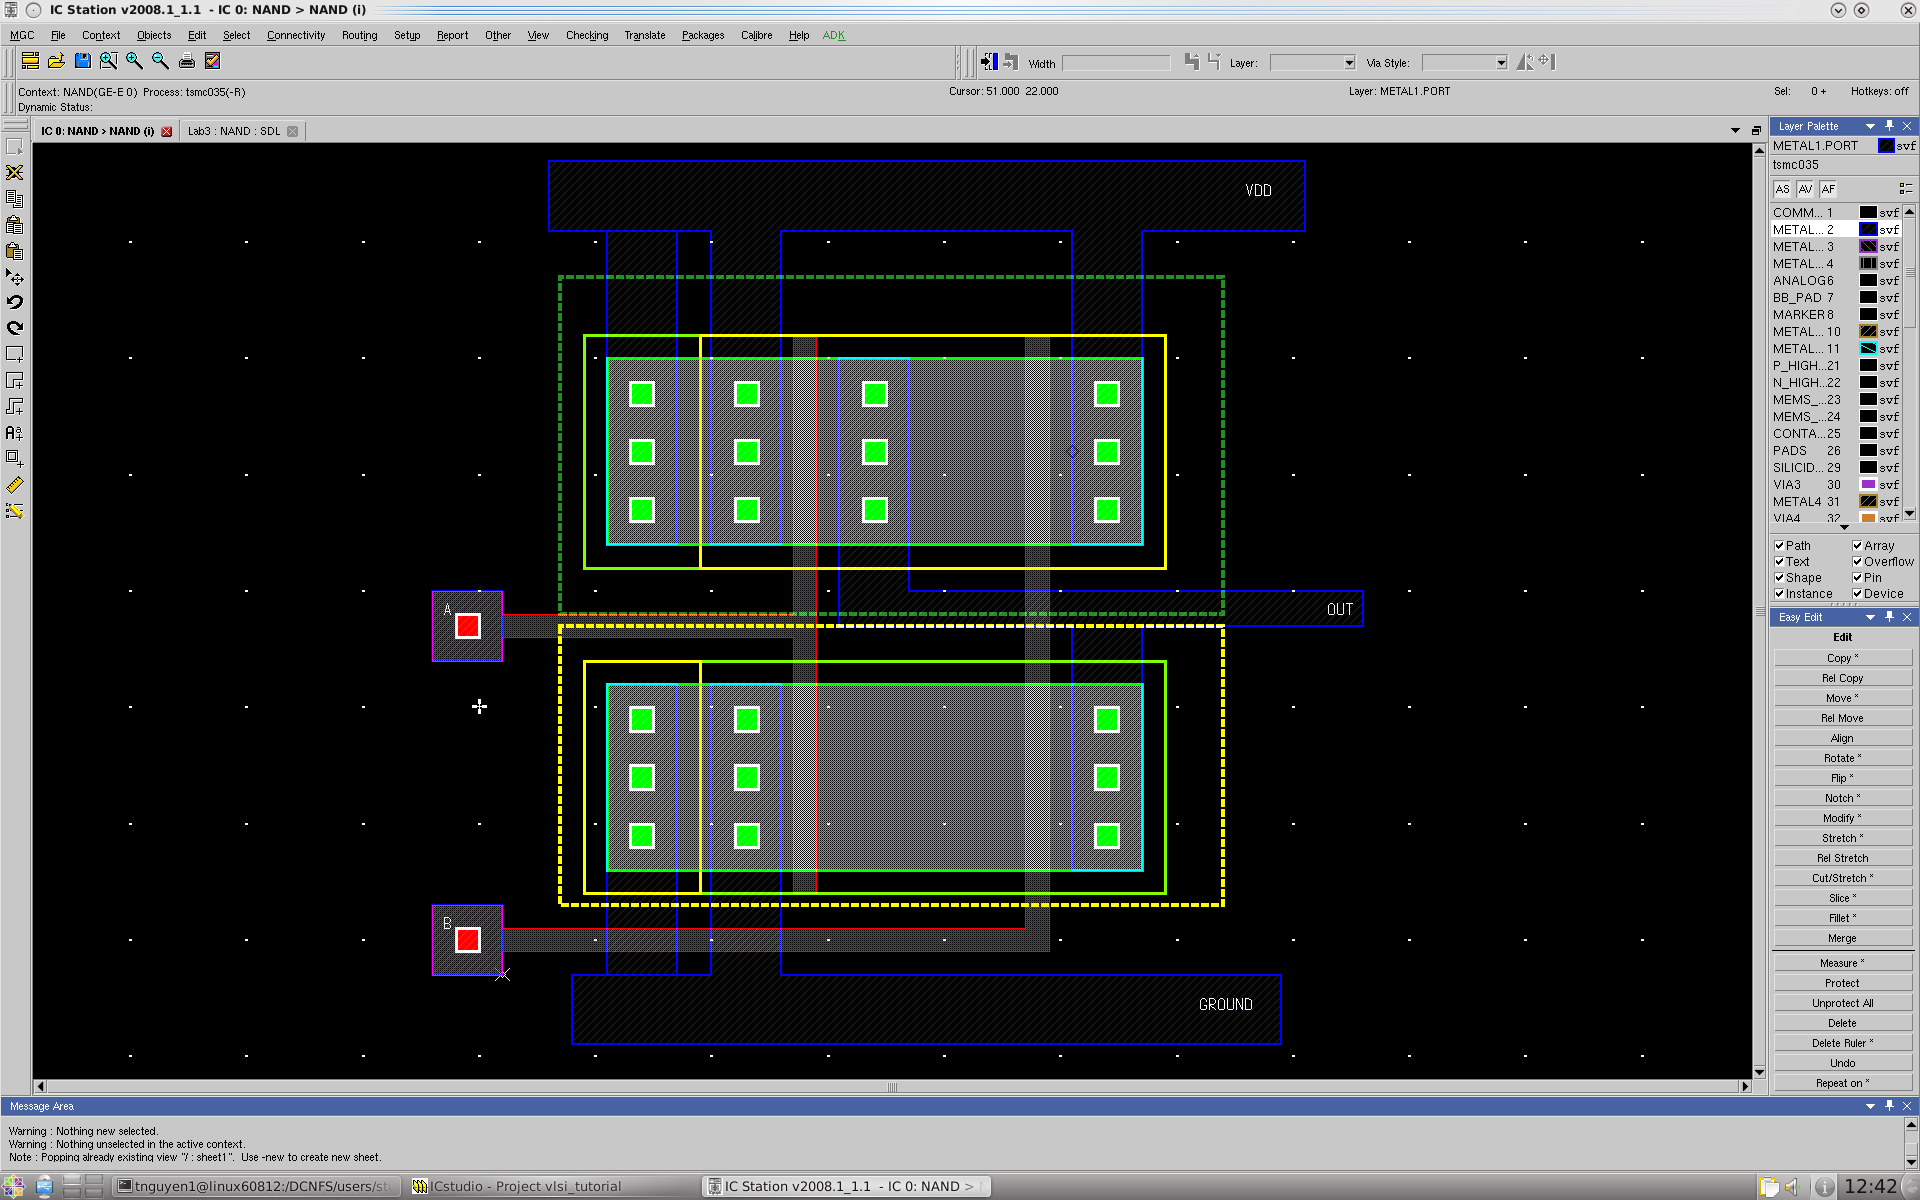 IC Station v2008.1_1.1 - IC 0: NAND > NAND (i)
MGC File Context Objects Edit Select Connectivity Routing Setup Report Other View Checking Translate Packages Calibre Help ADK
Width Layer: Via Style:
Context: NAND(GE-E 0) Process: tsmc035(-R) Cursor: 51.000 22.000 Layer: METAL1.PORT Sel: 0 + Hotkeys: off
Dynamic Status:
IC 0: NAND > NAND (i) Lab3 : NAND : SDL
VDD
A
OUT
B
GROUND
Layer Palette
METAL1.PORT svf
tsmc035
AS AV AF
COMM... 1 svf
METAL... 2 svf
METAL... 3 svf
METAL... 4 svf
ANALOG6 svf
BB_PAD 7 svf
MARKER 8 svf
METAL... 10 svf
METAL... 11 svf
P_HIGH...21 svf
N_HIGH...22 svf
MEMS_...23 svf
MEMS_...24 svf
CONTA...25 svf
PADS 26 svf
SILICID...29 svf
VIA3 30 svf
METAL4 31 svf
VIA4 32 svf
Path Array
Text Overflow
Shape Pin
Instance Device
Easy Edit
Edit
Copy *
Rel Copy
Move *
Rel Move
Align
Rotate *
Flip *
Notch *
Modify *
Stretch *
Rel Stretch
Cut/Stretch *
Slice *
Fillet *
Merge
Measure *
Protect
Unprotect All
Delete
Delete Ruler *
Undo
Repeat on *
Message Area
Warning : Nothing new selected.
Warning : Nothing unselected in the active context.
Note : Popping already existing view "/ : sheet1". Use -new to create new sheet.
tnguyen1@linux60812:/DCNFS/users/st ICstudio - Project vlsi_tutorial IC Station v2008.1_1.1 - IC 0: NAND > 12:42